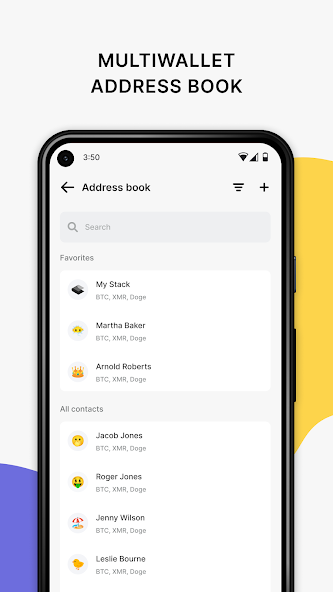 MULTIWALLET
ADDRESS BOOK
3:50
Address book
Search
Favorites
My Stack
BTC, XMR, Doge
Martha Baker
BTC, XMR, Doge
Arnold Roberts
BTC, XMR, Doge
All contacts
Jacob Jones
BTC, XMR, Doge
Roger Jones
BTC, XMR, Doge
Jenny Wilson
BTC, XMR, Doge
Leslie Bourne
BTC, XMR, Doge